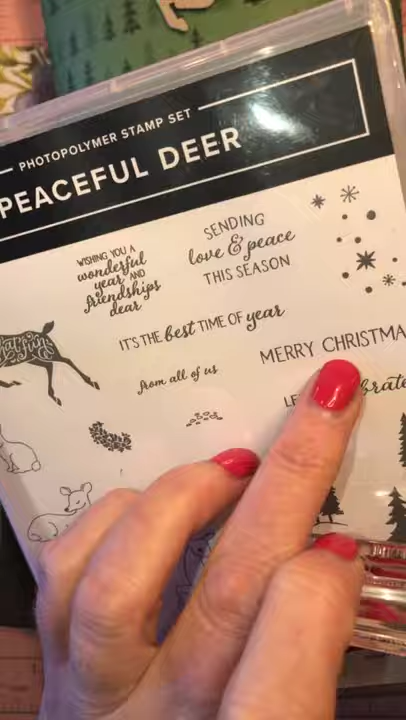 PHOTOPOLYMER STAMP SET
PEACEFUL DEER
WISHING YOU A
wonderful
year AND
friendships
dear
SENDING
love & peace
THIS SEASON
IT'S THE best TIME OF year
from all of us
MERRY CHRISTMA